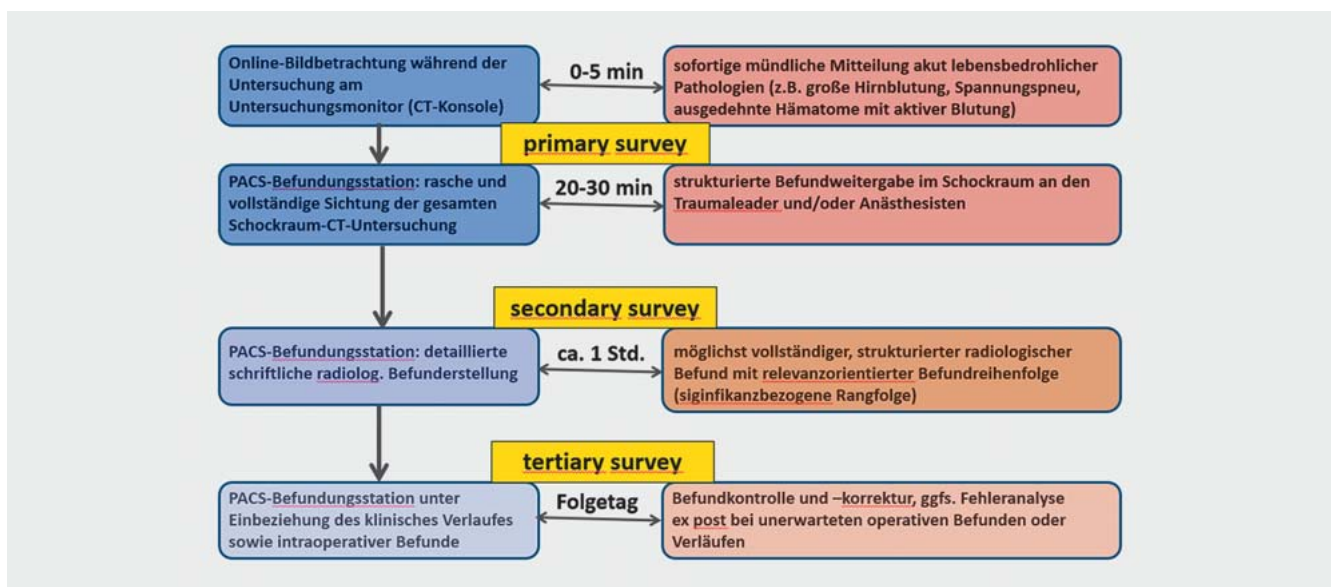 Online-Bildbetrachtung während der
Untersuchung am
Untersuchungsmonitor (CT-Konsole)
0-5 min
sofortige mündliche Mitteilung akut lebensbedrohlicher
Pathologien (z.B. große Hirnblutung, Spannungspneu,
ausgedehnte Hämatome mit aktiver Blutung)
primary survey
PACS-Befundungsstation: rasche und
vollständige Sichtung der gesamten
Schockraum-CT-Untersuchung
20-30 min
strukturierte Befundweitergabe im Schockraum an den
Traumaleader und/oder Anästhesisten
secondary survey
PACS-Befundungsstation: detaillierte
schriftliche radiolog. Befunderstellung
ca. 1 Std.
möglichst vollständiger, strukturierter radiologischer
Befund mit relevanzorientierter Befundreihenfolge
(siginfikanzbezogene Rangfolge)
tertiary survey
PACS-Befundungsstation unter
Einbeziehung des klinisches Verlaufes
sowie intraoperativer Befunde
Folgetag
Befundkontrolle und –korrektur, ggfs. Fehleranalyse
ex post bei unerwarteten operativen Befunden oder
Verläufen